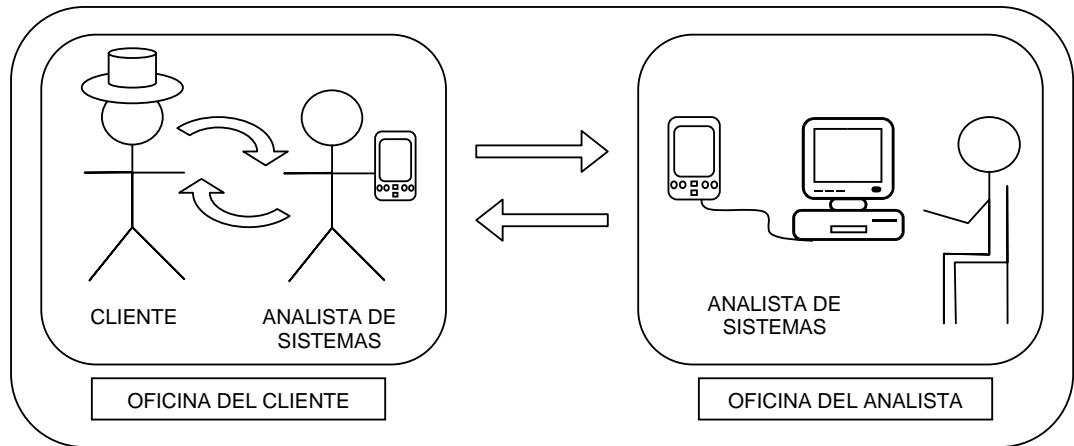 CLIENTE
ANALISTA DE
SISTEMAS
OFICINA DEL CLIENTE
ANALISTA DE
SISTEMAS
OFICINA DEL ANALISTA